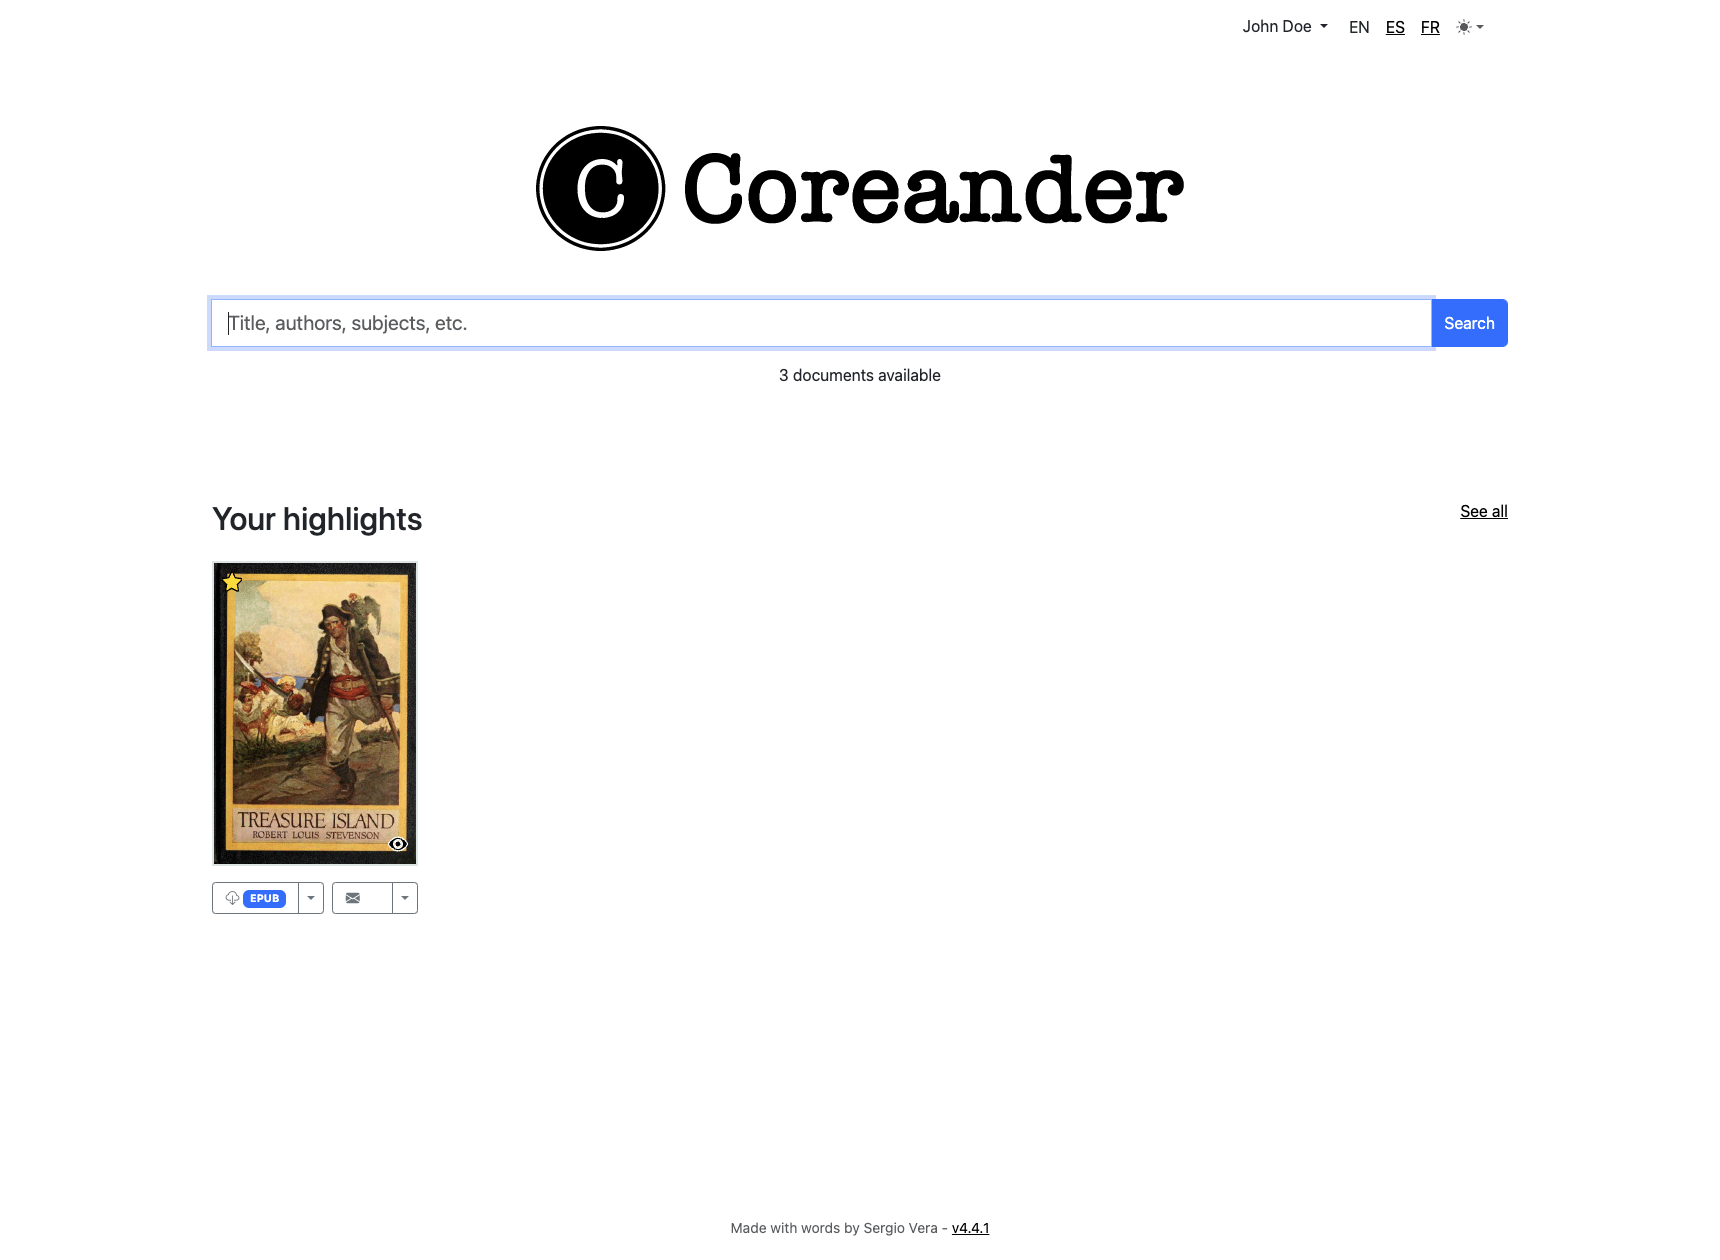 John Doe EN ES FR
C Coreander
Title, authors, subjects, etc. Search
3 documents available
Your highlights See all
TREASURE ISLAND
ROBERT LOUIS STEVENSON
EPUB
Made with words by Sergio Vera - v4.4.1